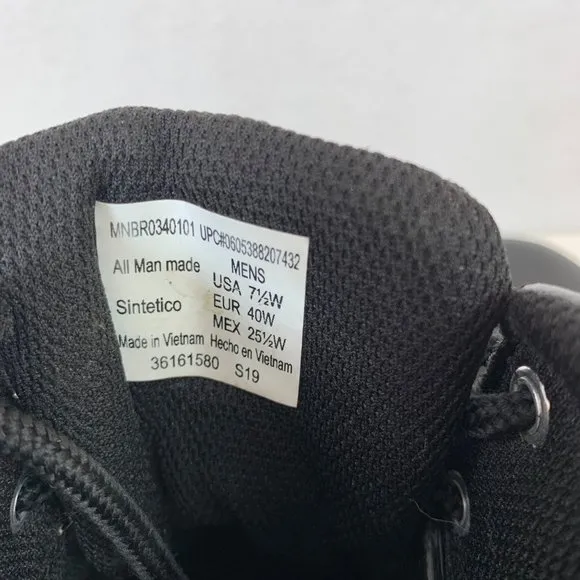 MNBR0340101 UPC#0605388207432
All Man made MENS
USA 7½W
Sintetico EUR 40W
MEX 25½W
Made in Vietnam Hecho en Vietnam
36161580 S19